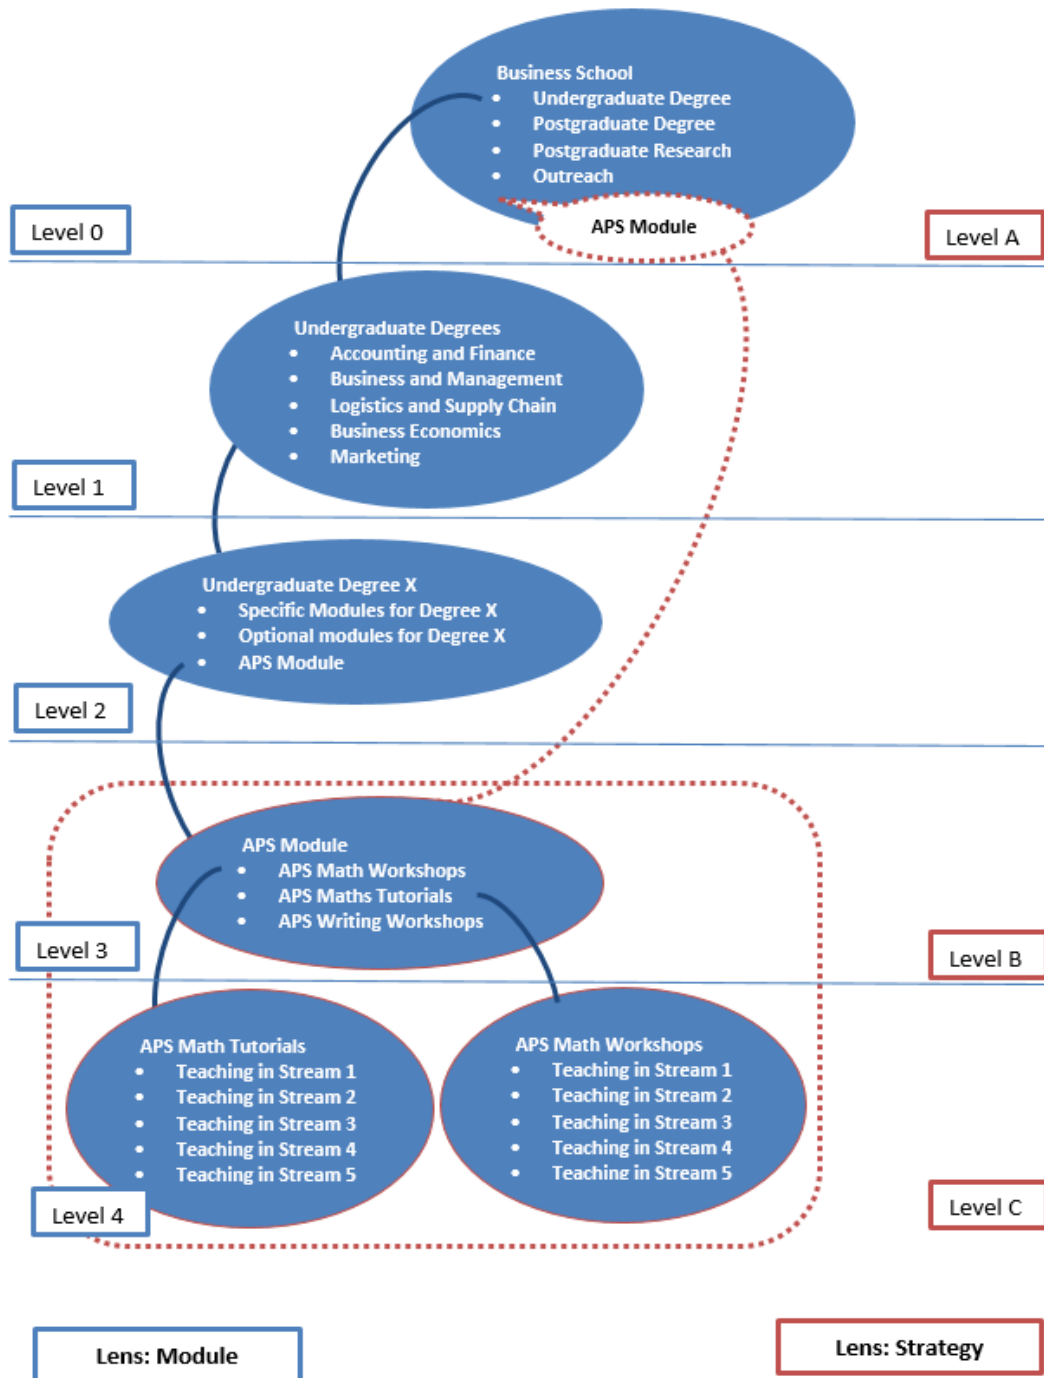 Business School
• Undergraduate Degree
• Postgraduate Degree
• Postgraduate Research
• Outreach
APS Module
Level 0
Level A
Undergraduate Degrees
• Accounting and Finance
• Business and Management
• Logistics and Supply Chain
• Business Economics
• Marketing
Level 1
Undergraduate Degree X
• Specific Modules for Degree X
• Optional modules for Degree X
• APS Module
Level 2
APS Module
• APS Math Workshops
• APS Maths Tutorials
• APS Writing Workshops
Level 3
Level B
APS Math Tutorials
• Teaching in Stream 1
• Teaching in Stream 2
• Teaching in Stream 3
• Teaching in Stream 4
• Teaching in Stream 5
APS Math Workshops
• Teaching in Stream 1
• Teaching in Stream 2
• Teaching in Stream 3
• Teaching in Stream 4
• Teaching in Stream 5
Level 4
Level C
Lens: Module
Lens: Strategy